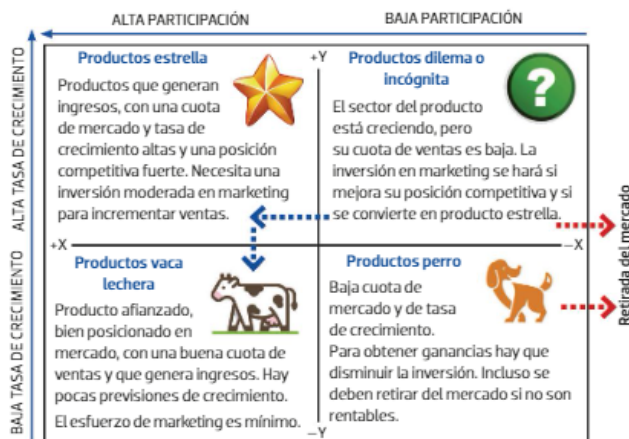 ALTA PARTICIPACIÓN
BAJA PARTICIPACIÓN
ALTA TASA DE CRECIMIENTO
Productos estrella
Productos que generan
ingresos, con una cuota
de mercado y tasa de
crecimiento altas y una posición
competitiva fuerte. Necesita una
inversión moderada en marketing
para incrementar ventas.
+Y
Productos dilema o
incógnita
?
El sector del producto
está creciendo, pero
su cuota de ventas es baja. La
inversión en marketing se hará si
mejora su posición competitiva y si
se convierte en producto estrella.
+X
–X
Retirada del mercado
BAJA TASA DE CRECIMIENTO
Productos vaca
lechera
Producto afianzado,
bien posicionado en
mercado, con una buena cuota de
ventas y que genera ingresos. Hay
pocas previsiones de crecimiento.
El esfuerzo de marketing es mínimo.
Productos perro
Baja cuota de
mercado y de tasa
de crecimiento.
Para obtener ganancias hay que
disminuir la inversión. Incluso se
deben retirar del mercado si no son
rentables.
–Y